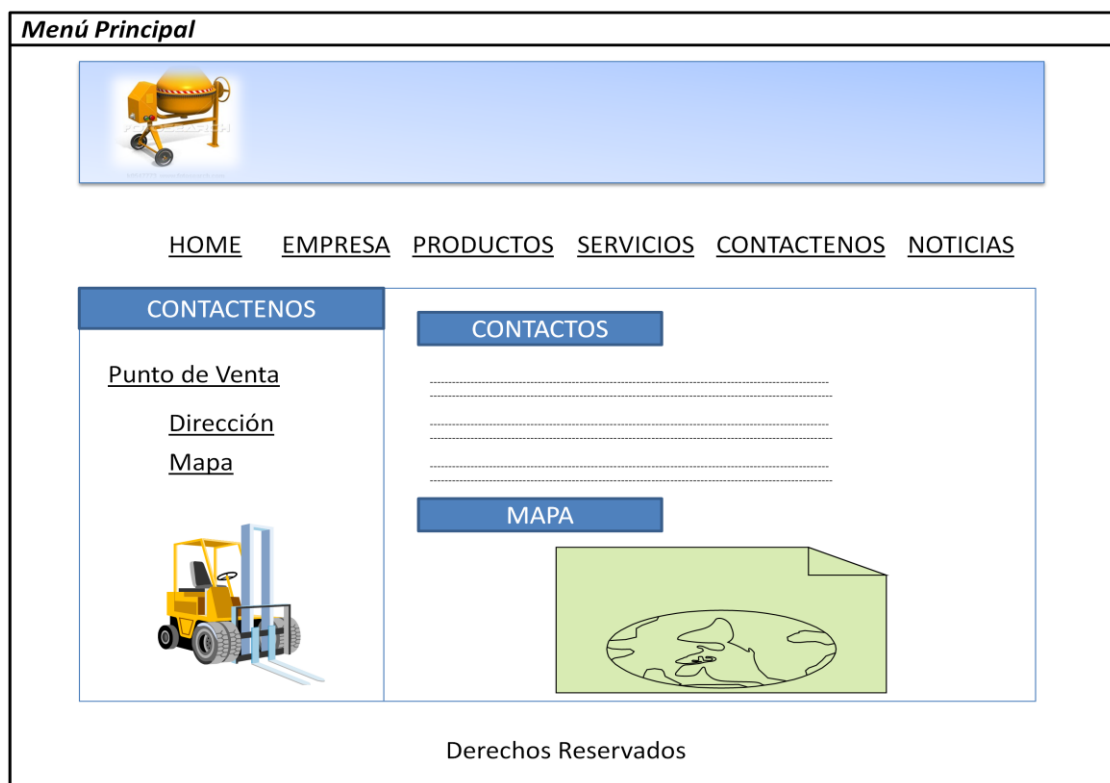 Menú Principal
HOME EMPRESA PRODUCTOS SERVICIOS CONTACTENOS NOTICIAS
CONTACTENOS
Punto de Venta
Dirección
Mapa
CONTACTOS
MAPA
Derechos Reservados